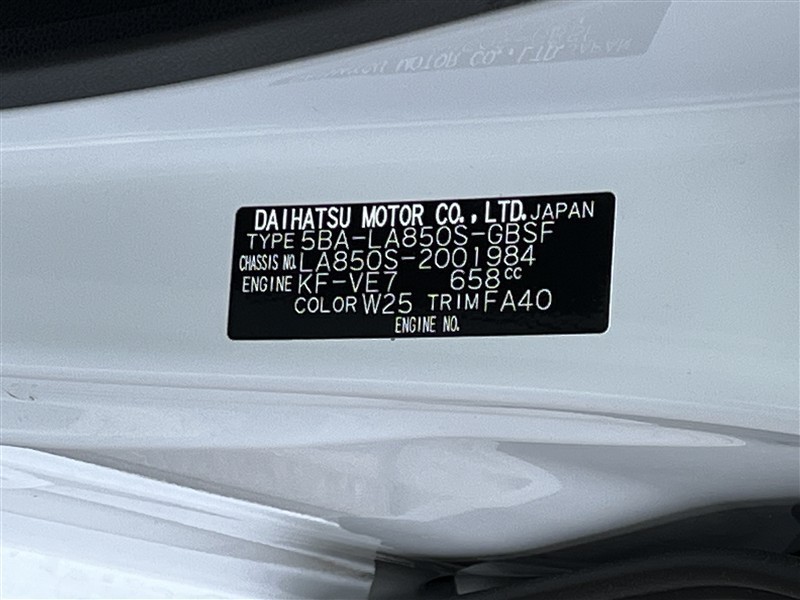 DAIHATSU MOTOR CO., LTD. JAPAN
TYPE 5BA-LA850S-GBSF
CHASSIS NO. LA850S-2001984
ENGINE KF-VE7 658cc
COLOR W25 TRIM FA40
ENGINE NO.